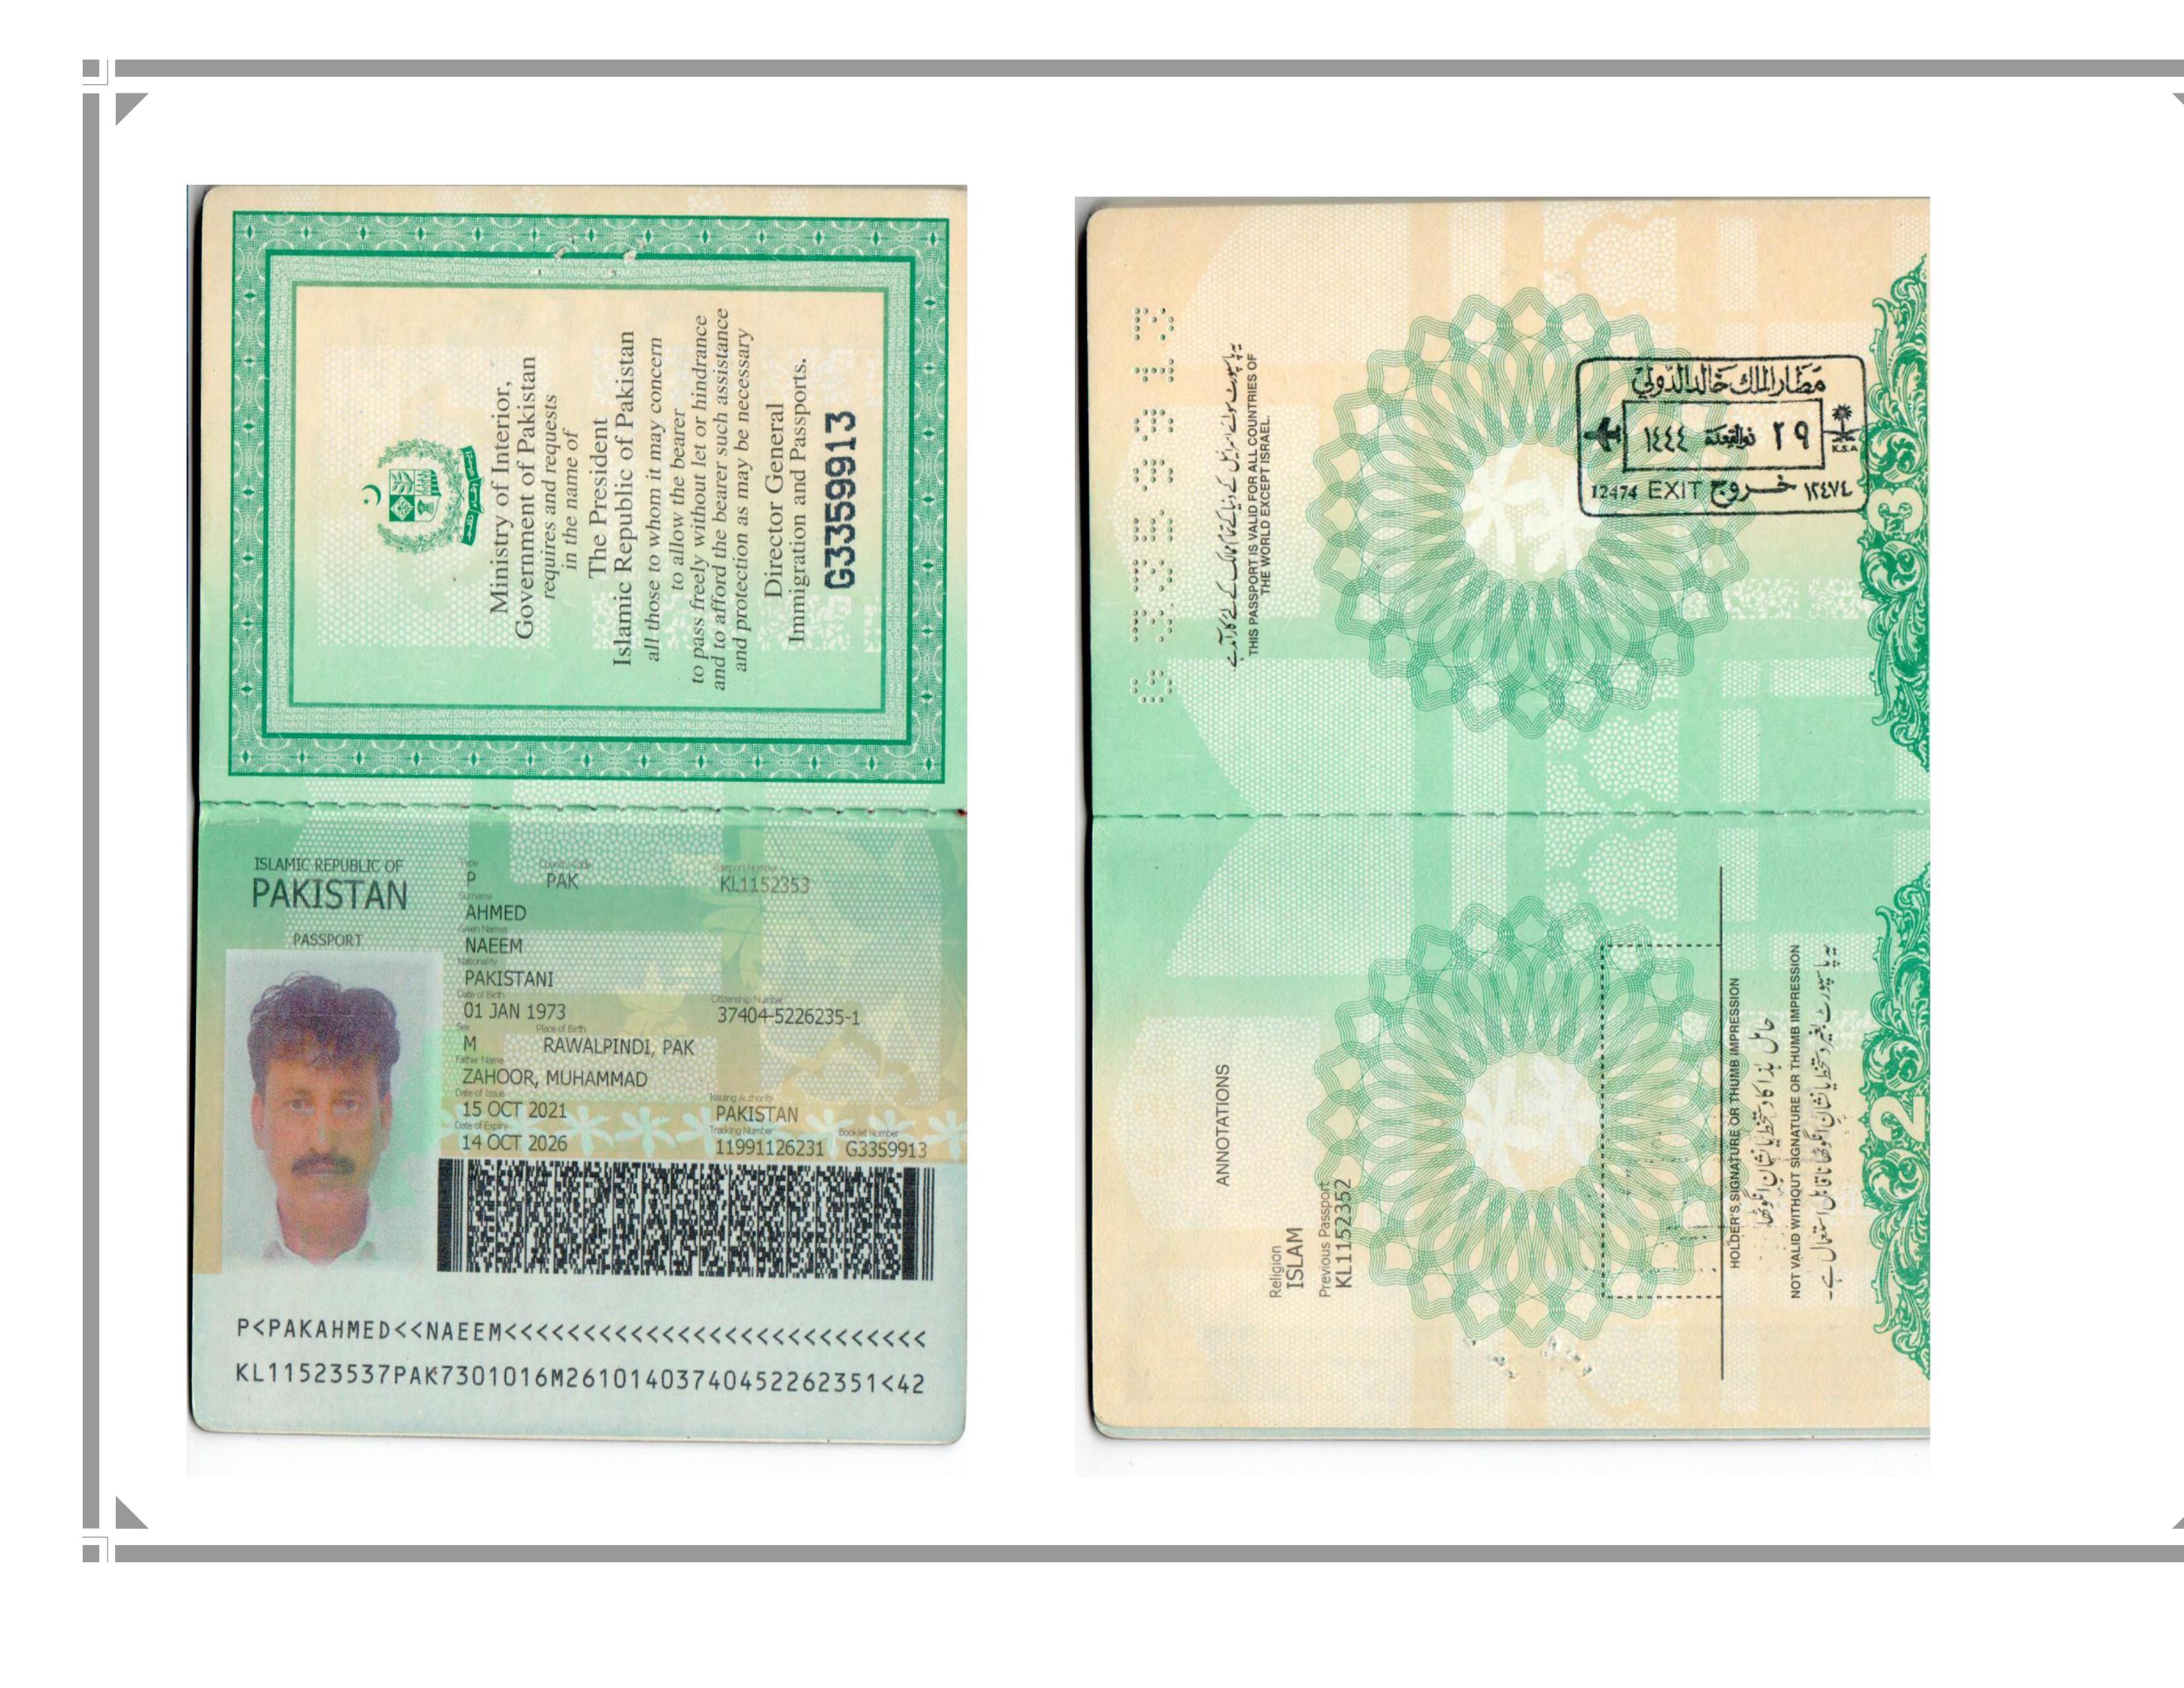 Ministry of Interior,
Government of Pakistan
requires and requests
in the name of
The President
Islamic Republic of Pakistan
all those to whom it may concern
to allow the bearer
to pass freely without let or hindrance
and to afford the bearer such assistance
and protection as may be necessary
Director General
Immigration and Passports.
G3359913
ISLAMIC REPUBLIC OF
PAKISTAN
PASSPORT
Type Country Code Passport Number
P PAK KL1152353
Surname
AHMED
Given Names
NAEEM
Nationality
PAKISTANI
Date of Birth Citizenship Number
01 JAN 1973 37404-5226235-1
Sex Place of Birth
M RAWALPINDI, PAK
Father Name
ZAHOOR, MUHAMMAD
Date of Issue Issuing Authority
15 OCT 2021 PAKISTAN
Date of Expiry Tracking Number Booklet Number
14 OCT 2026 11991126231 G3359913
P<PAKAHMED<<NAEEM<<<<<<<<<<<<<<<<<<<<<<<<<<<
KL11523537PAK7301016M26101403740452262351<42
G3359913
یہ پاسپورٹ سوائے اسرائیل کے دنیا کے تمام ممالک کے لئے کارآمد ہے
THIS PASSPORT IS VALID FOR ALL COUNTRIES OF
THE WORLD EXCEPT ISRAEL.
مطار الملك خالد الدولي
٢٩ ذوالقعدة ١٤٤٤
K.S.A
12474 EXIT خروج ١٢٤٧٤
3
ANNOTATIONS
Religion
ISLAM
Previous Passport
KL1152352
HOLDER'S SIGNATURE OR THUMB IMPRESSION
حامل ہذا کا دستخط یا نشان انگوٹھا
NOT VALID WITHOUT SIGNATURE OR THUMB IMPRESSION
یہ پاسپورٹ بغیر دستخط یا نشان انگوٹھا ناقابل استعمال ہے۔
2